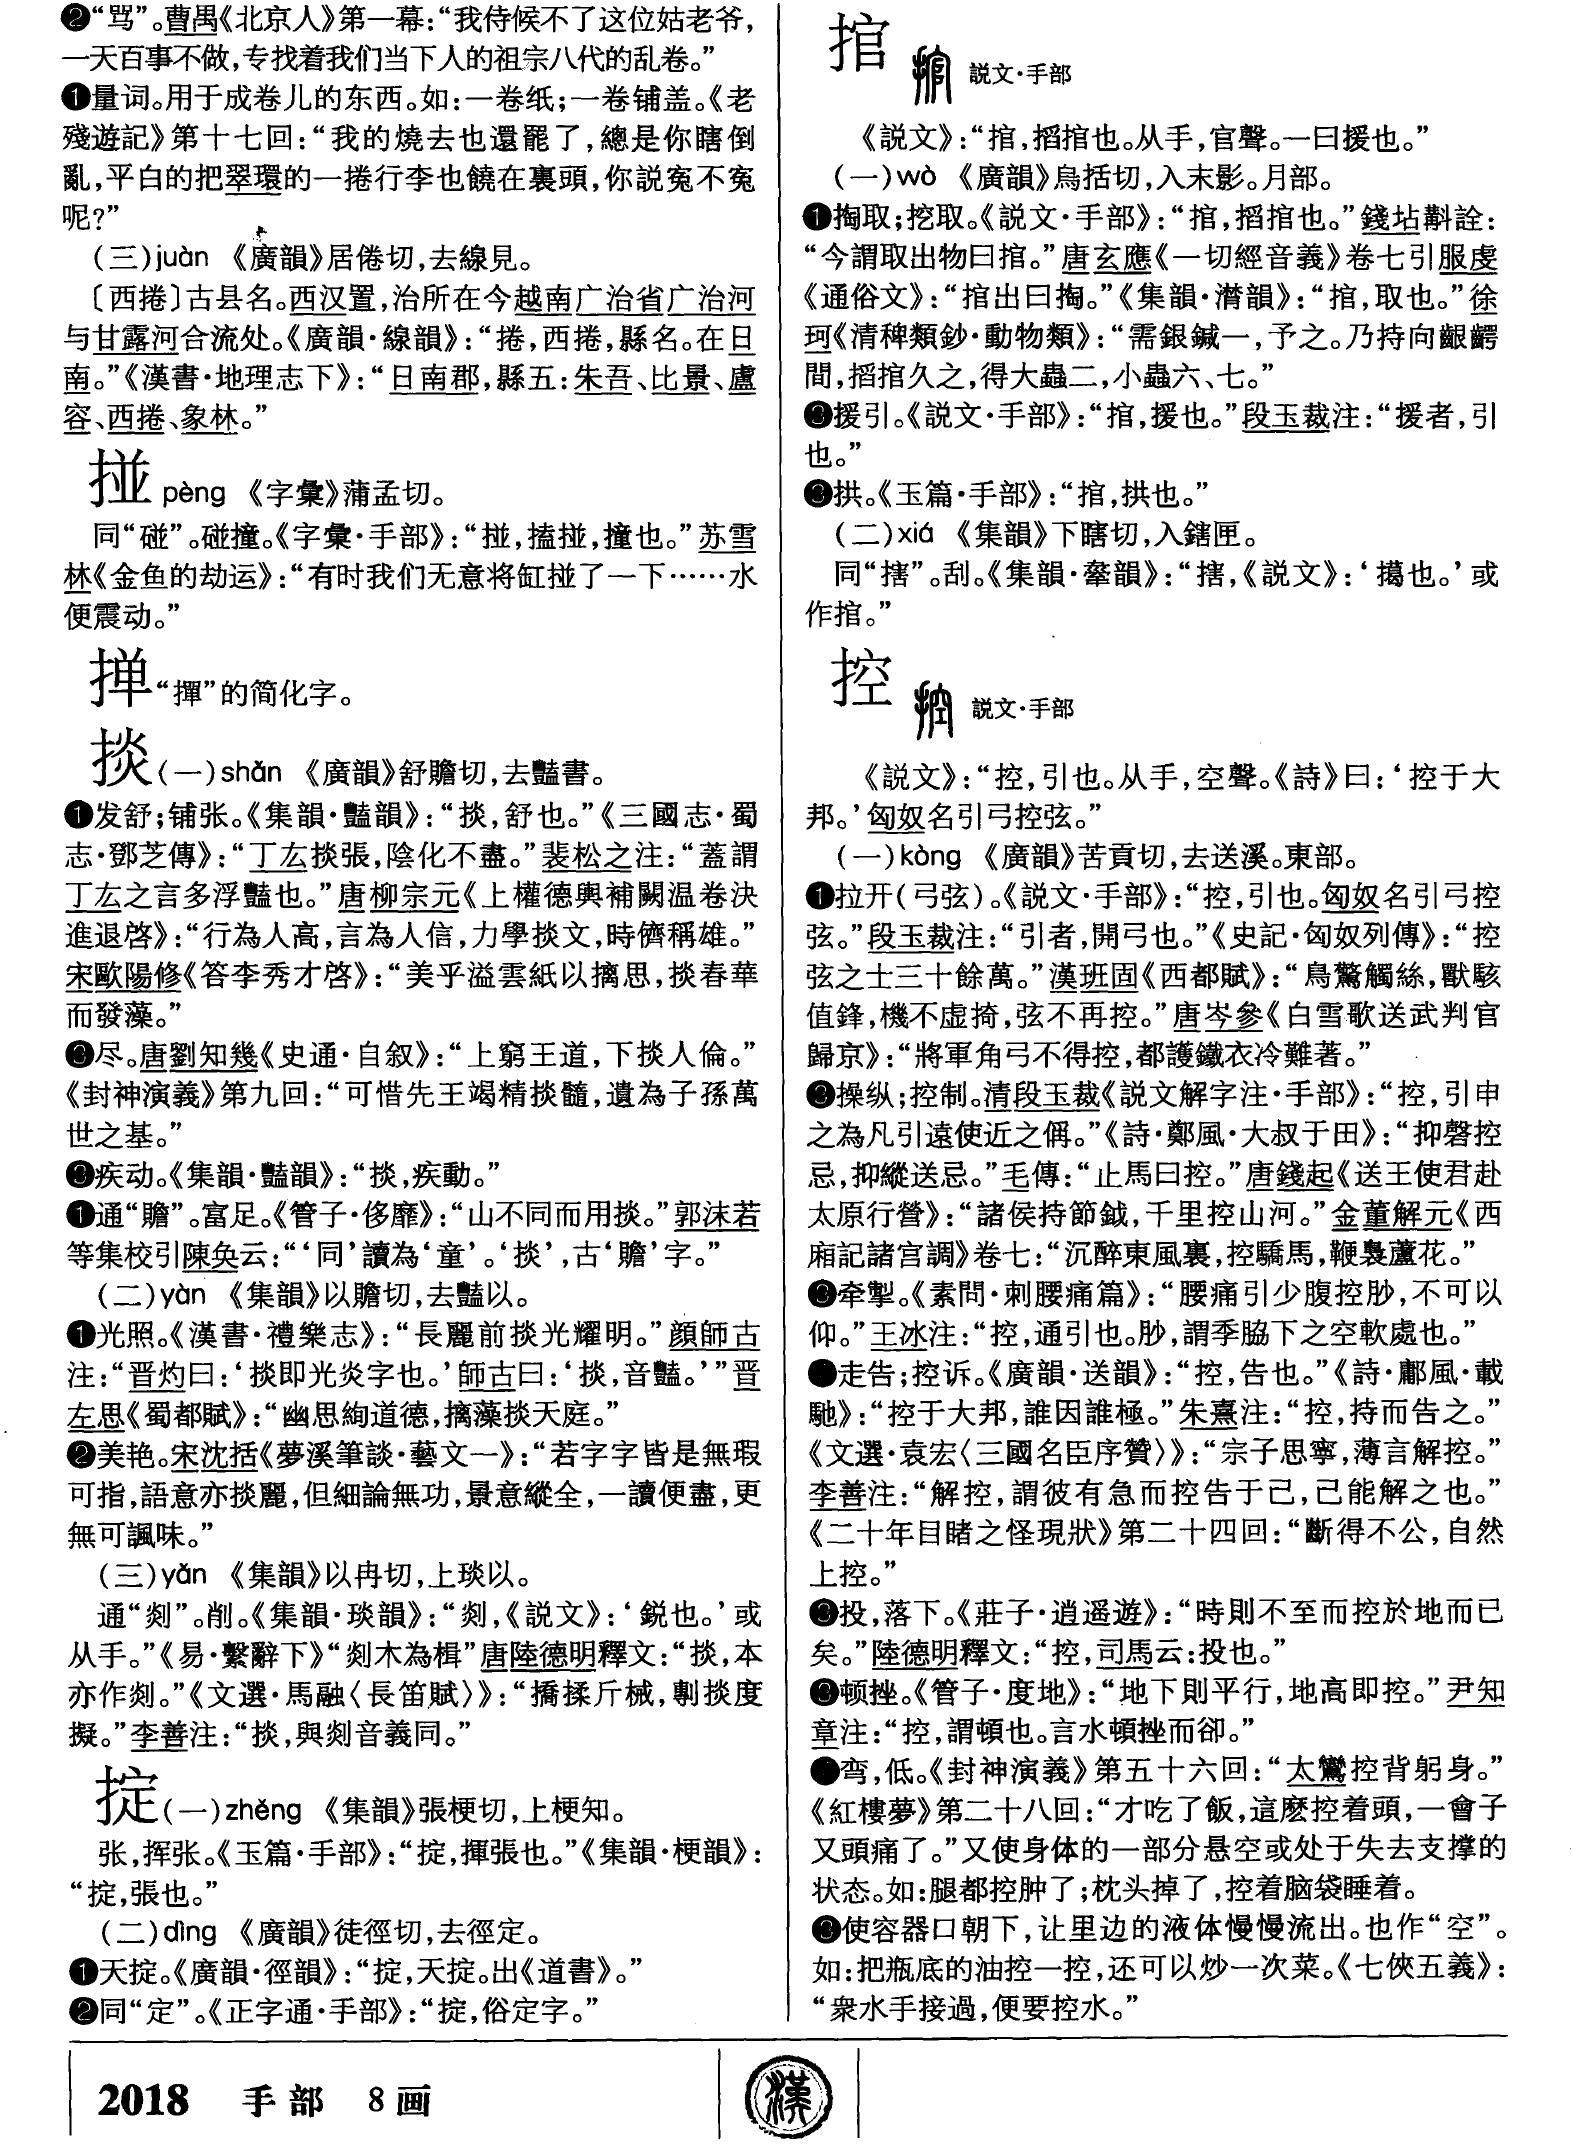 ❷“骂”。曹禺《北京人》第一幕：“我侍候不了这位姑老爷，
一天百事不做，专找着我们当下人的祖宗八代的乱卷。”
❶量词。用于成卷儿的东西。如：一卷纸；一卷铺盖。《老
殘遊記》第十七回：“我的燒去也還罷了，總是你瞎倒
亂，平白的把翠環的一捲行李也饒在裏頭，你説寃不寃
呢？”
（三）juàn 《廣韻》居倦切，去線見。
〔西捲〕古县名。西汉置，治所在今越南广治省广治河
与甘露河合流处。《廣韻·線韻》：“捲，西捲，縣名。在日
南。”《漢書·地理志下》：“日南郡，縣五：朱吾、比景、盧
容、西捲、象林。”
掽 pèng 《字彙》蒲孟切。
同“碰”。碰撞。《字彙·手部》：“掽，搕掽，撞也。”苏雪
林《金鱼的劫运》：“有时我们无意将缸掽了一下……水
便震动。”
掸“撣”的简化字。
掞（一）shǎn 《廣韻》舒贍切，去豔書。
❶发舒；铺张。《集韻·豔韻》：“掞，舒也。”《三國志·蜀
志·鄧芝傳》：“丁厷掞張，陰化不盡。”裴松之注：“蓋謂
丁厷之言多浮豔也。”唐柳宗元《上權德輿補闕温卷決
進退啓》：“行為人高，言為人信，力學掞文，時儕稱雄。”
宋歐陽修《答李秀才啓》：“美乎溢雲紙以摛思，掞春華
而發藻。”
❸尽。唐劉知幾《史通·自叙》：“上窮王道，下掞人倫。”
《封神演義》第九回：“可惜先王竭精掞髓，遺為子孫萬
世之基。”
❸疾动。《集韻·豔韻》：“掞，疾動。”
❶通“贍”。富足。《管子·侈靡》：“山不同而用掞。”郭沫若
等集校引陳奂云：“‘同’讀為‘童’。‘掞’，古‘贍’字。”
（二）yàn 《集韻》以贍切，去豔以。
❶光照。《漢書·禮樂志》：“長麗前掞光耀明。”顔師古
注：“晋灼曰：‘掞即光炎字也。’師古曰：‘掞，音豔。’”晋
左思《蜀都賦》：“幽思絢道德，摛藻掞天庭。”
❷美艳。宋沈括《夢溪筆談·藝文一》：“若字字皆是無瑕
可指，語意亦掞麗，但細論無功，景意縱全，一讀便盡，更
無可諷味。”
（三）yǎn 《集韻》以冉切，上琰以。
通“剡”。削。《集韻·琰韻》：“剡，《説文》：‘鋭也。’或
从手。”《易·繫辭下》“剡木為楫”唐陸德明釋文：“掞，本
亦作剡。”《文選·馬融〈長笛賦〉》：“撟揉斤械，剸掞度
擬。”李善注：“掞，與剡音義同。”
掟（一）zhěng 《集韻》張梗切，上梗知。
张，挥张。《玉篇·手部》：“掟，揮張也。”《集韻·梗韻》：
“掟，張也。”
（二）dìng 《廣韻》徒徑切，去徑定。
❶天掟。《廣韻·徑韻》：“掟，天掟。出《道書》。”
❷同“定”。《正字通·手部》：“掟，俗定字。”
捾 説文·手部
《説文》：“捾，搯捾也。从手，官聲。一曰援也。”
（一）wò 《廣韻》烏括切，入末影。月部。
❶掏取；挖取。《説文·手部》：“捾，搯捾也。”錢坫斠詮：
“今謂取出物曰捾。”唐玄應《一切經音義》卷七引服虔
《通俗文》：“捾出曰掏。”《集韻·濳韻》：“捾，取也。”徐
珂《清稗類鈔·動物類》：“需銀鍼一，予之。乃持向齦齶
間，搯捾久之，得大蟲二，小蟲六、七。”
❸援引。《説文·手部》：“捾，援也。”段玉裁注：“援者，引
也。”
❸拱。《玉篇·手部》：“捾，拱也。”
（二）xiá 《集韻》下瞎切，入鎋匣。
同“搳”。刮。《集韻·舝韻》：“搳，《説文》：‘擖也。’或
作捾。”
控 説文·手部
《説文》：“控，引也。从手，空聲。《詩》曰：‘控于大
邦。’匈奴名引弓控弦。”
（一）kòng 《廣韻》苦貢切，去送溪。東部。
❶拉开（弓弦）。《説文·手部》：“控，引也。匈奴名引弓控
弦。”段玉裁注：“引者，開弓也。”《史記·匈奴列傳》：“控
弦之士三十餘萬。”漢班固《西都賦》：“鳥驚觸絲，獸駭
值鋒，機不虚掎，弦不再控。”唐岑參《白雪歌送武判官
歸京》：“將軍角弓不得控，都護鐵衣冷難著。”
❸操纵；控制。清段玉裁《説文解字注·手部》：“控，引申
之為凡引遠使近之偁。”《詩·鄭風·大叔于田》：“抑磬控
忌，抑縱送忌。”毛傳：“止馬曰控。”唐錢起《送王使君赴
太原行營》：“諸侯持節鉞，千里控山河。”金董解元《西
廂記諸宫調》卷七：“沉醉東風裏，控驕馬，鞭裊蘆花。”
❸牵掣。《素問·刺腰痛篇》：“腰痛引少腹控䏚，不可以
仰。”王冰注：“控，通引也。䏚，謂季脇下之空軟處也。”
●走告；控诉。《廣韻·送韻》：“控，告也。”《詩·鄘風·載
馳》：“控于大邦，誰因誰極。”朱熹注：“控，持而告之。”
《文選·袁宏〈三國名臣序贊〉》：“宗子思寧，薄言解控。”
李善注：“解控，謂彼有急而控告于己，己能解之也。”
《二十年目睹之怪現狀》第二十四回：“斷得不公，自然
上控。”
❸投，落下。《莊子·逍遥遊》：“時則不至而控於地而已
矣。”陸德明釋文：“控，司馬云：投也。”
❸顿挫。《管子·度地》：“地下則平行，地高即控。”尹知
章注：“控，謂頓也。言水頓挫而卻。”
●弯，低。《封神演義》第五十六回：“太鸞控背躬身。”
《紅樓夢》第二十八回：“才吃了飯，這麽控着頭，一會子
又頭痛了。”又使身体的一部分悬空或处于失去支撑的
状态。如：腿都控肿了；枕头掉了，控着脑袋睡着。
❸使容器口朝下，让里边的液体慢慢流出。也作“空”。
如：把瓶底的油控一控，还可以炒一次菜。《七俠五義》：
“衆水手接過，便要控水。”
2018 手部 8画
漢